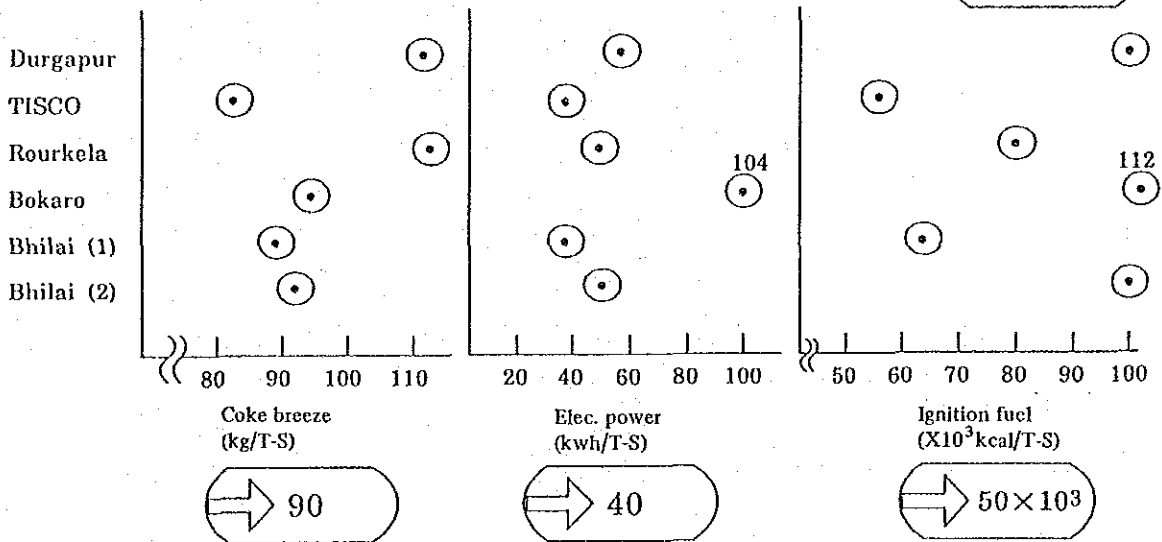 Durgapur
TISCO
Rourkela
Bokaro
Bhilai (1)
Bhilai (2)
104
112
80 90 100 110
20 40 60 80 100
50 60 70 80 90 100
Coke breeze
(kg/T-S)
Elec. power
(kwh/T-S)
Ignition fuel
(X10³kcal/T-S)
90
40
50×10³